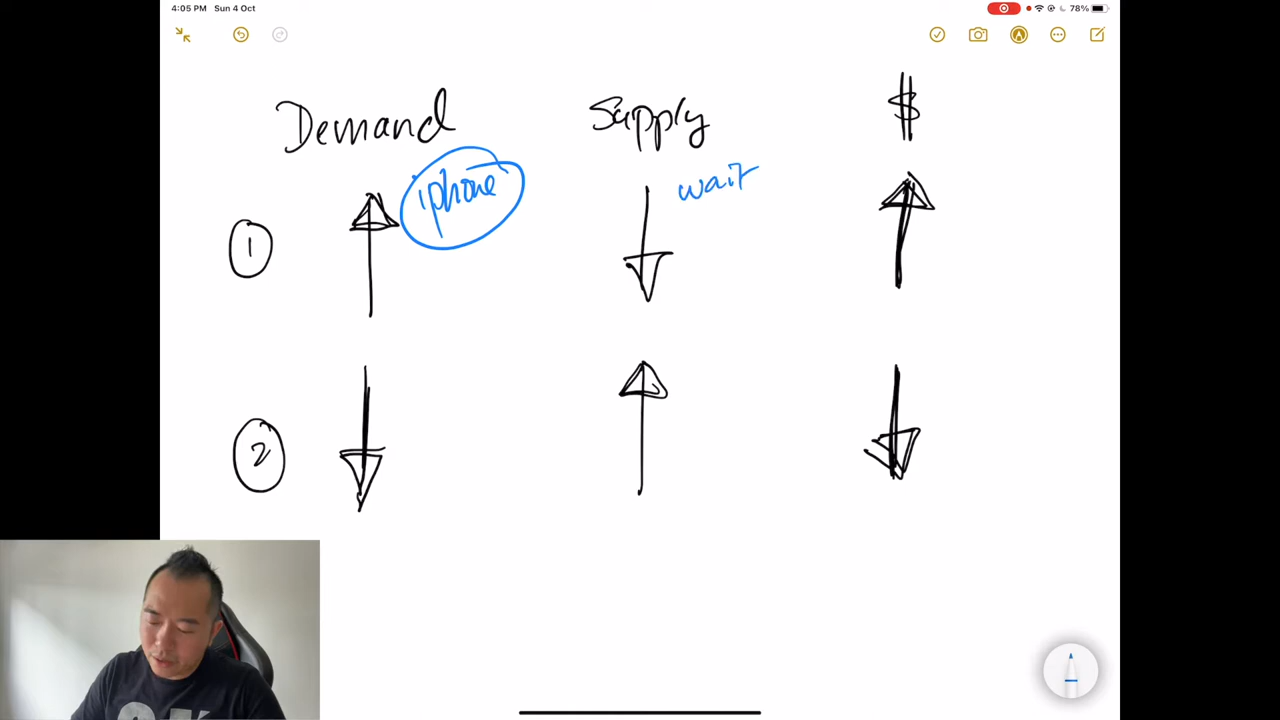 4:05 PM Sun 4 Oct
78%
Demand Supply $
iphone wait
1
2